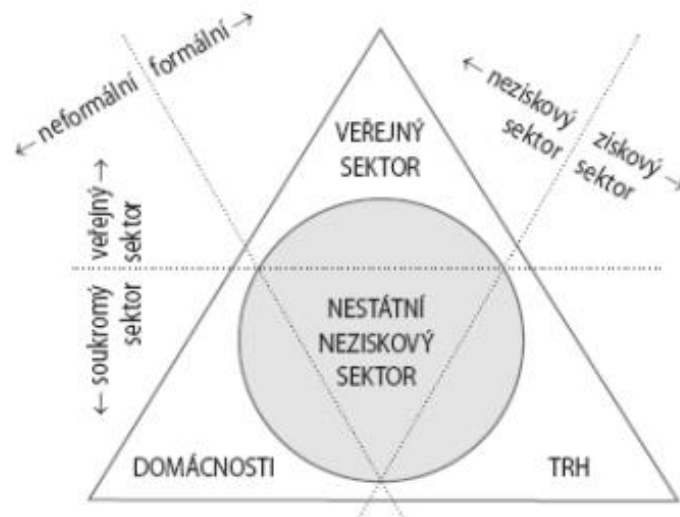 ← neformální formální →
← neziskový ziskový
sektor sektor →
VEŘEJNÝ
SEKTOR
veřejný →
sektor
← soukromý
sektor
NESTÁTNÍ
NEZISKOVÝ
SEKTOR
DOMÁCNOSTI
TRH